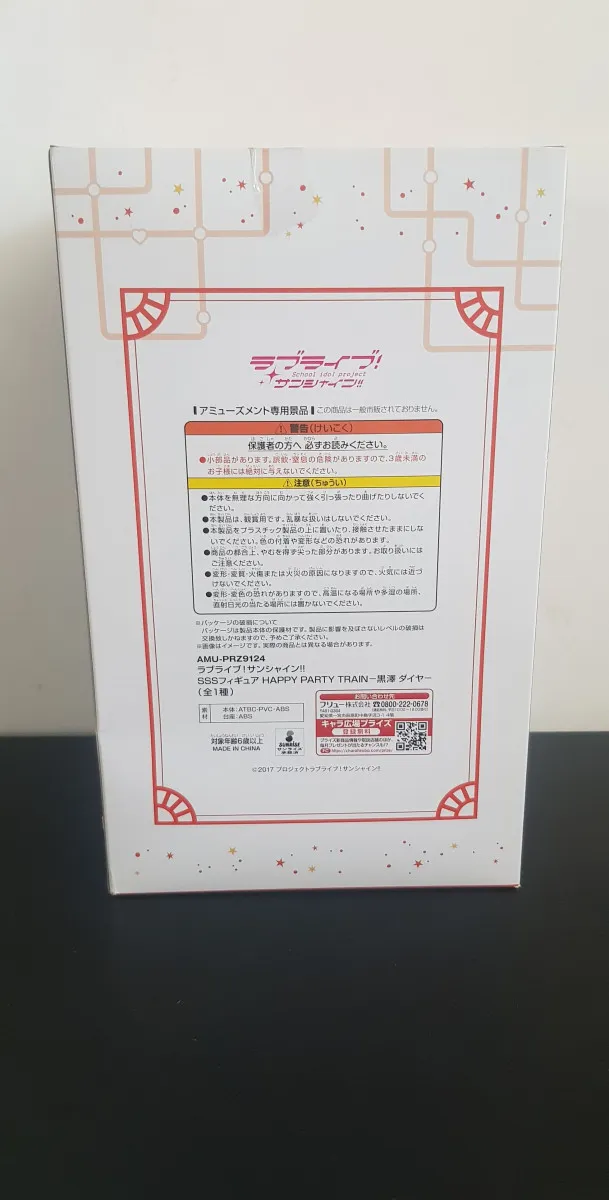 ラブライブ!
School idol project
サンシャイン!!
アミューズメント専用景品 この商品は一般市販されておりません。
⚠警告(けいこく)
保護者の方へ 必ずお読みください。
●小部品があります。誤飲・窒息の危険がありますので、3歳未満の
お子様には絶対に与えないでください。
⚠注意(ちゅうい)
●本体を無理な方向に向かって強く引っ張ったり曲げたりしないでく
ださい。
●本製品は、観賞用です。乱暴な扱いはしないでください。
●本製品をプラスチック製品の上に置いたり、接触させたままにしな
いでください。色の付着や変形などの恐れがあります。
●商品の都合上、やむを得ず尖った部分があります。お取り扱いには
ご注意ください。
●変形・変質・火傷または火災の原因になりますので、火気には近づ
けないでください。
●変形・変色の恐れがありますので、高温になる場所や多湿の場所、
直射日光の当たる場所には置かないでください。
※パッケージの破損について
パッケージは製品本体の保護材です。製品に影響を及ぼさないレベルの破損は
交換致しかねますので、予めご了承ください。
※画像はイメージです。実際の商品とは異なる場合があります。
AMU-PRZ9124
ラブライブ!サンシャイン!!
SSSフィギュア HAPPY PARTY TRAIN－黒澤 ダイヤ－
(全1種)
素材 本体:ATBC-PVC・ABS
台座:ABS
対象年齢6歳以上
MADE IN CHINA
SUNRISE
サンライズ
お問い合わせ先
フリュー株式会社 ☎0800-222-0678
キャラ広場プライズ
登録無料
PC
©2017 プロジェクトラブライブ!サンシャイン!!